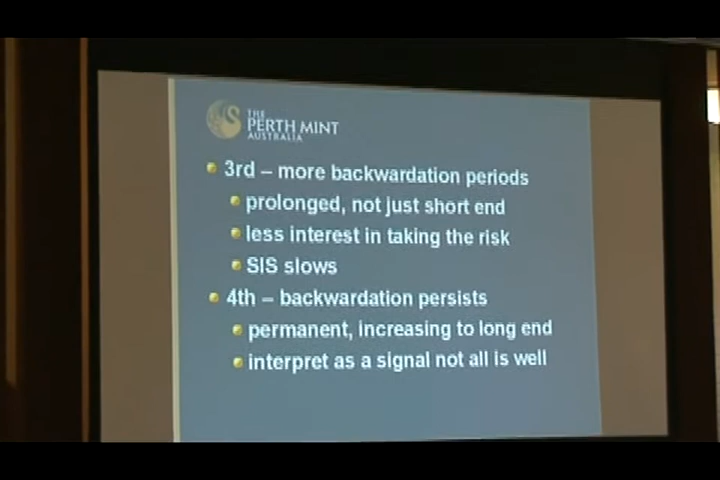 THE
PERTH MINT
AUSTRALIA
3rd – more backwardation periods
prolonged, not just short end
less interest in taking the risk
SIS slows
4th – backwardation persists
permanent, increasing to long end
interpret as a signal not all is well